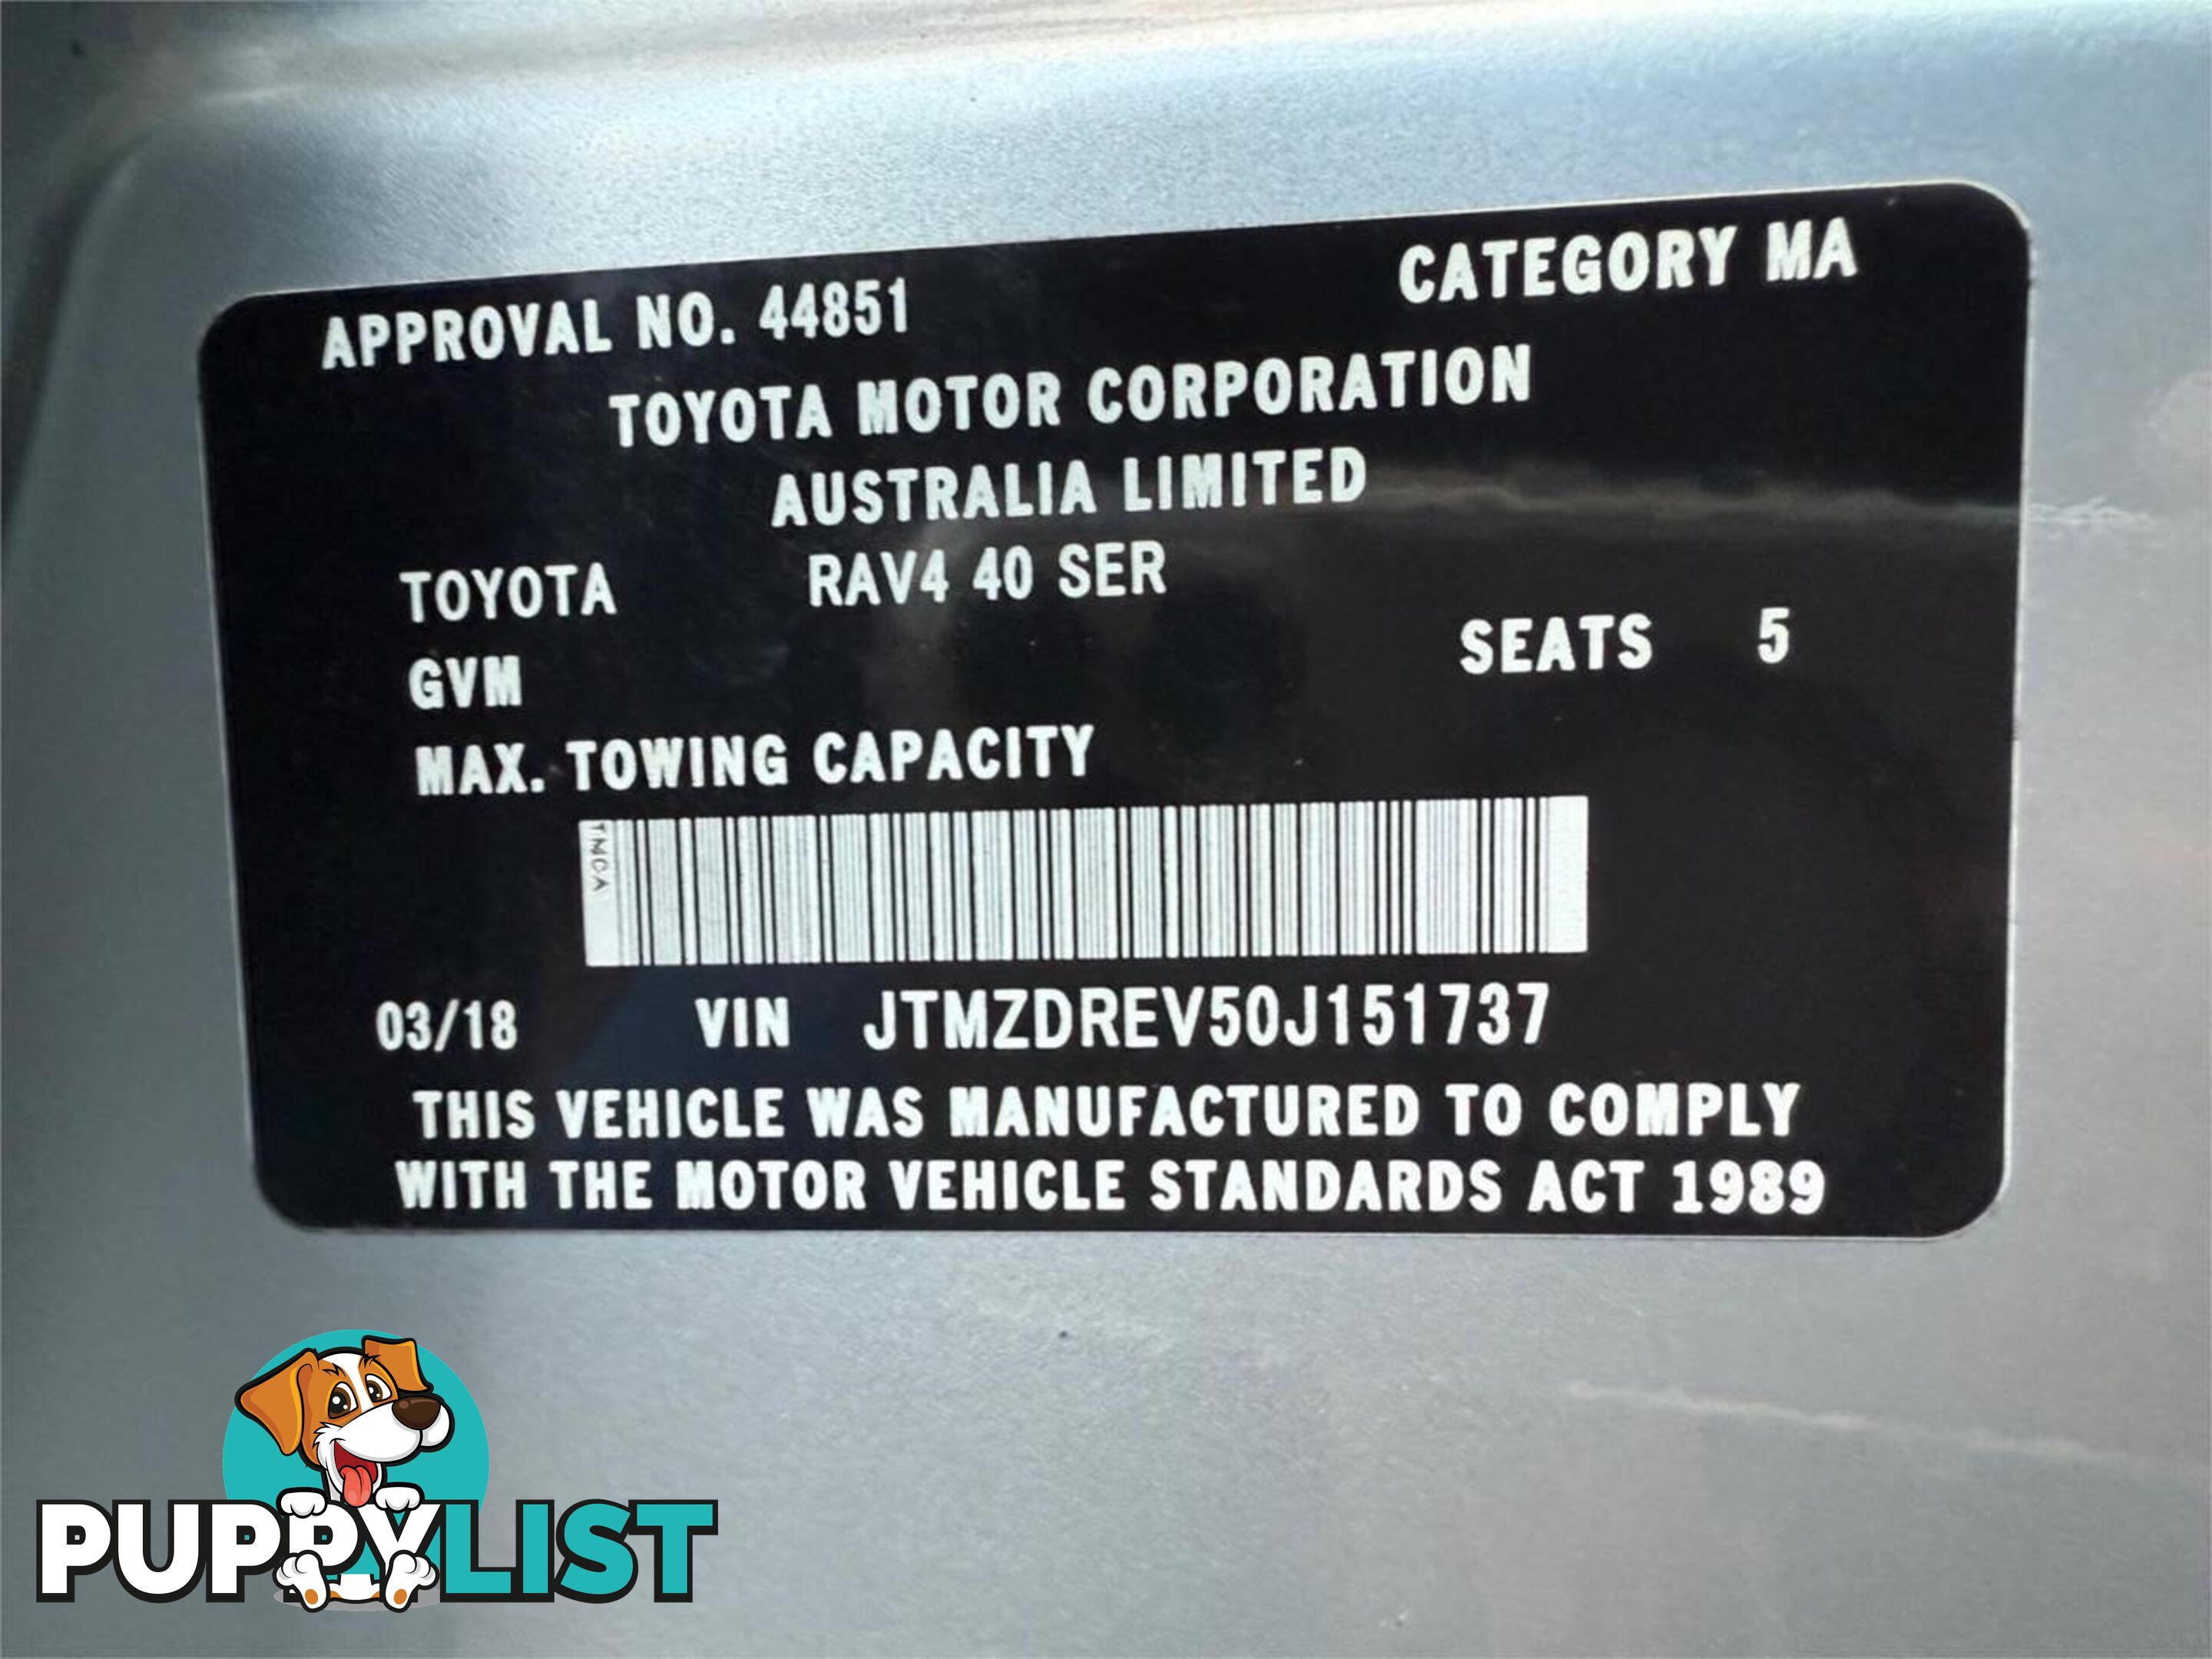 APPROVAL NO. 44851 CATEGORY MA
TOYOTA MOTOR CORPORATION
AUSTRALIA LIMITED
TOYOTA RAV4 40 SER
GVM SEATS 5
MAX. TOWING CAPACITY
TMCA
03/18 VIN JTMZDREV50J151737
THIS VEHICLE WAS MANUFACTURED TO COMPLY
WITH THE MOTOR VEHICLE STANDARDS ACT 1989
PUPPYLIST